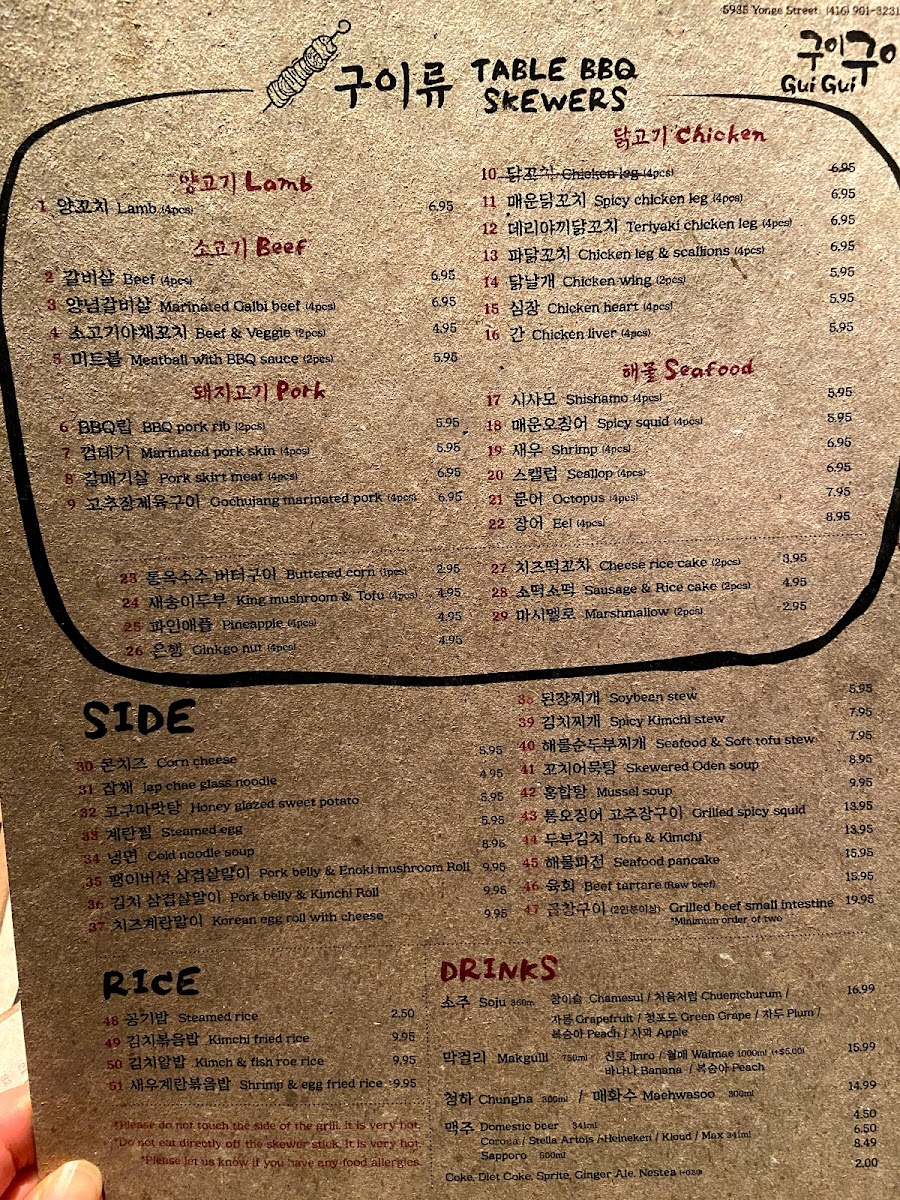 5935 Yonge Street. (416) 901-3231
구이류 TABLE BBQ
SKEWERS
구이구이
Gui Gui
양고기 Lamb
1 양꼬치 Lamb (4pcs) 6.95
소고기 Beef
2 갈비살 Beef (4pcs) 6.95
3 양념갈비살 Marinated Galbi beef (4pcs) 6.95
4 소고기야채꼬치 Beef & Veggie (2pcs) 4.95
5 미트볼 Meatball with BBQ sauce (2pcs) 5.95
돼지고기 Pork
6 BBQ립 BBQ pork rib (2pcs) 5.95
7 껍데기 Marinated pork skin (4pcs) 5.95
8 갈매기살 Pork skirt meat (4pcs) 6.95
9 고추장제육구이 Gochujang marinated pork (4pcs) 6.95
닭고기 Chicken
10 닭꼬치 Chicken leg (4pcs) 6.95
11 매운닭꼬치 Spicy chicken leg (4pcs) 6.95
12 데리야끼닭꼬치 Teriyaki chicken leg (4pcs) 6.95
13 파닭꼬치 Chicken leg & scallions (4pcs) 6.95
14 닭날개 Chicken wing (2pcs) 5.95
15 심장 Chicken heart (4pcs) 5.95
16 간 Chicken liver (4pcs) 5.95
해물 Seafood
17 시사모 Shishamo (4pcs) 5.95
18 매운오징어 Spicy squid (4pcs) 5.95
19 새우 Shrimp (4pcs) 6.95
20 스캘럽 Scallop (4pcs) 6.95
21 문어 Octopus (4pcs) 7.95
22 장어 Eel (4pcs) 8.95
23 통옥수수 버터구이 Buttered corn (1pcs) 2.95
24 새송이두부 King mushroom & Tofu (4pcs) 4.95
25 파인애플 Pineapple (4pcs) 4.95
26 은행 Ginkgo nut (4pcs) 4.95
27 치즈떡꼬치 Cheese rice cake (2pcs) 3.95
28 소떡소떡 Sausage & Rice cake (2pcs) 4.95
29 마시멜로 Marshmallow (2pcs) 2.95
SIDE
30 콘치즈 Corn cheese 5.95
31 잡채 Jap chae glass noodle 4.95
32 고구마맛탕 Honey glazed sweet potato 5.95
33 계란찜 Steamed egg 5.95
34 냉면 Cold noodle soup 8.95
35 팽이버섯 삼겹살말이 Pork belly & Enoki mushroom Roll 9.95
36 김치 삼겹살말이 Pork belly & Kimchi Roll 9.95
37 치즈계란말이 Korean egg roll with cheese 9.95
38 된장찌개 Soybean stew 5.95
39 김치찌개 Spicy Kimchi stew 7.95
40 해물순두부찌개 Seafood & Soft tofu stew 7.95
41 꼬치어묵탕 Skewered Oden soup 8.95
42 홍합탕 Mussel soup 9.95
43 통오징어 고추장구이 Grilled spicy squid 13.95
44 두부김치 Tofu & Kimchi 13.95
45 해물파전 Seafood pancake 15.95
46 육회 Beef tartare (Raw beef) 15.95
47 곱창구이 (2인분이상) Grilled beef small intestine 19.95
*Minimum order of two
RICE
48 공기밥 Steamed rice 2.50
49 김치볶음밥 Kimchi fried rice 9.95
50 김치알밥 Kimch & fish roe rice 9.95
51 새우계란볶음밥 Shrimp & egg fried rice 9.95
*Please do not touch the side of the grill. It is very hot.
*Do not eat directly off the skewer stick. It is very hot.
*Please let us know if you have any food allergies.
DRINKS
소주 Soju 360m 참이슬 Chamesul / 처음처럼 Chuemchurum / 16.99
자몽 Grapefruit / 청포도 Green Grape / 자두 Plum /
복숭아 Peach / 사과 Apple
막걸리 Makgulli 750ml 진로 Jinro / 월매 Walmae 1000ml (+$5.00) 15.99
바나나 Banana / 복숭아 Peach
청하 Chungha 300ml / 매화수 Maehwasoo 300ml 14.99
맥주 Domestic beer 341ml 4.50
Corona / Stella Artois / Heineken / Kloud / Max 341ml 6.50
Sapporo 500ml 8.49
Coke, Diet Coke, Sprite, Ginger Ale, Nestea 2.00